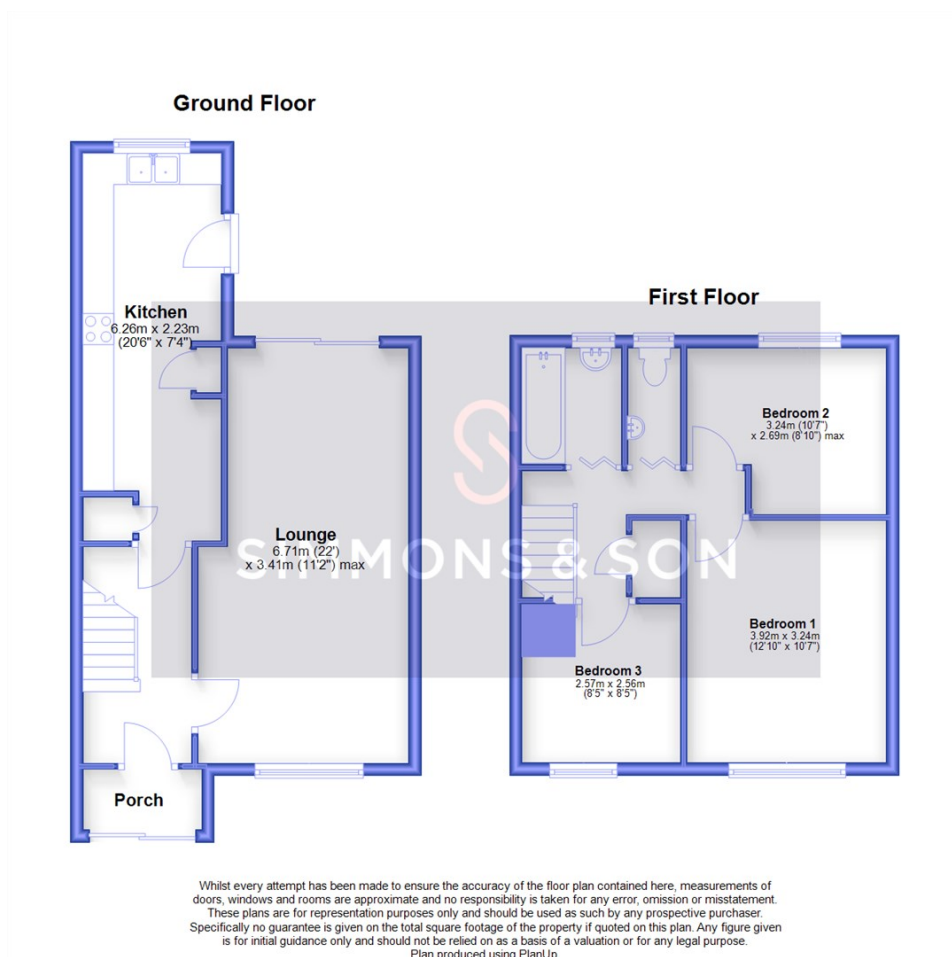 Ground Floor
Kitchen
6.26m x 2.23m
(20'6" x 7'4")
Lounge
6.71m (22')
x 3.41m (11'2") max
Porch
First Floor
Bedroom 2
3.24m (10'7")
x 2.69m (8'10") max
Bedroom 1
3.92m x 3.24m
(12'10" x 10'7")
Bedroom 3
2.57m x 2.56m
(8'5" x 8'5")
SIMMONS & SON
Whilst every attempt has been made to ensure the accuracy of the floor plan contained here, measurements of
doors, windows and rooms are approximate and no responsibility is taken for any error, omission or misstatement.
These plans are for representation purposes only and should be used as such by any prospective purchaser.
Specifically no guarantee is given on the total square footage of the property if quoted on this plan. Any figure given
is for initial guidance only and should not be relied on as a basis of a valuation or for any legal purpose.
Plan produced using PlanUp.